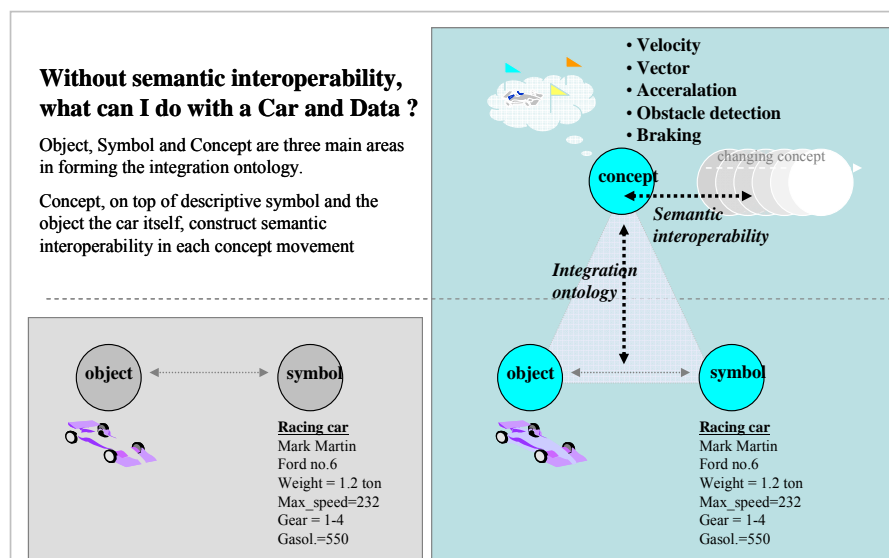 Without semantic interoperability,
what can I do with a Car and Data ?
Object, Symbol and Concept are three main areas
in forming the integration ontology.
Concept, on top of descriptive symbol and the
object the car itself, construct semantic
interoperability in each concept movement
• Velocity
• Vector
• Acceralation
• Obstacle detection
• Braking
changing concept
concept
Semantic
interoperability
Integration
ontology
object
symbol
Racing car
Mark Martin
Ford no.6
Weight = 1.2 ton
Max_speed=232
Gear = 1-4
Gasol.=550
object
symbol
Racing car
Mark Martin
Ford no.6
Weight = 1.2 ton
Max_speed=232
Gear = 1-4
Gasol.=550